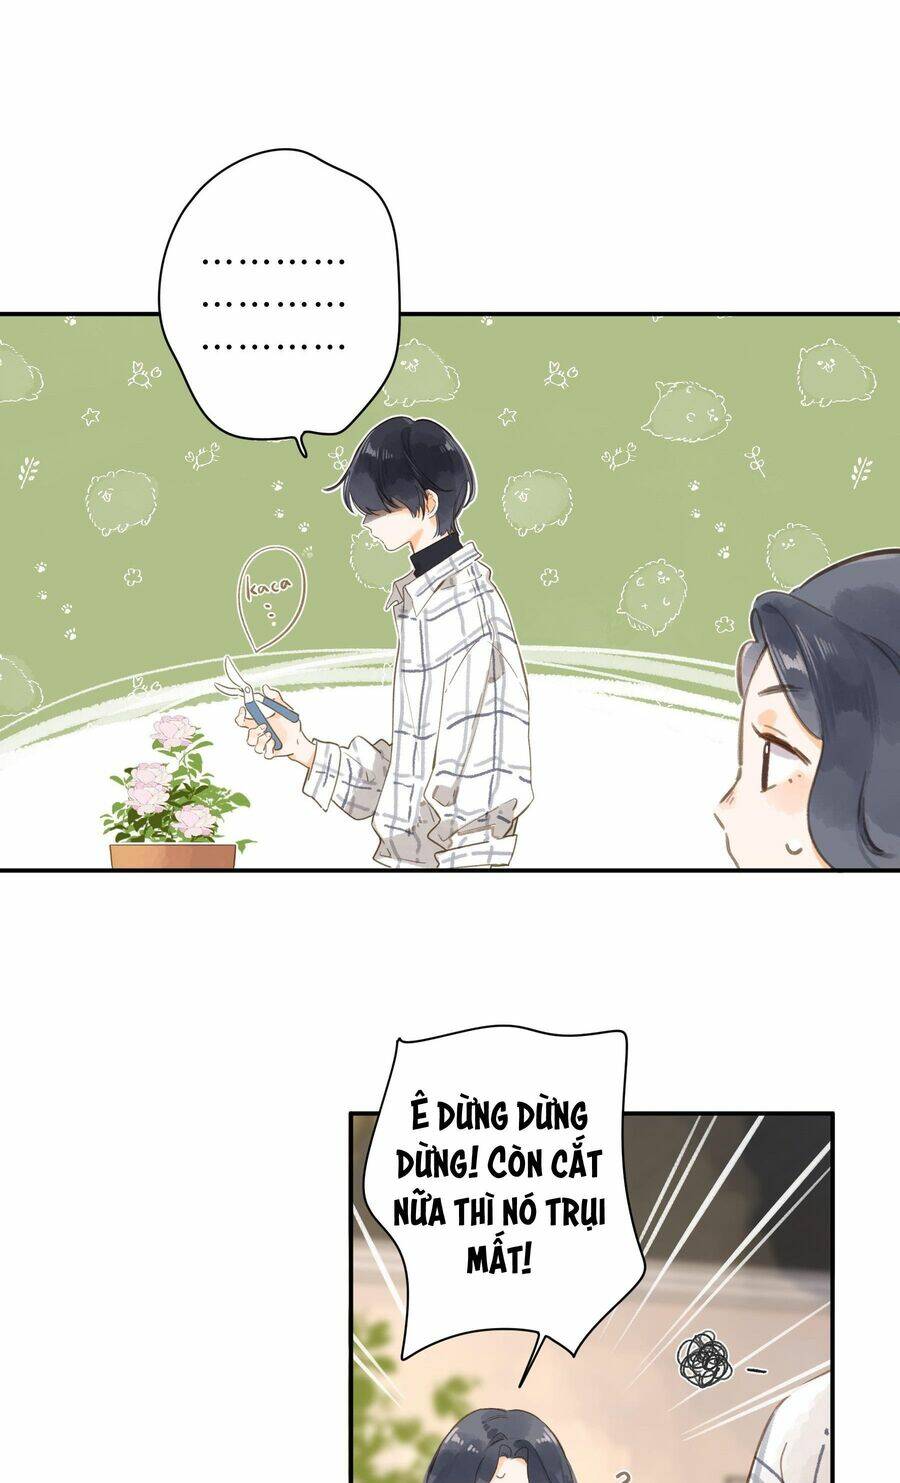 …………
…………
…………
kaca
...
Ê DỪNG DỪNG
DỪNG! CÒN CẮT
NỮA THÌ NÓ TRỤI
MẤT!